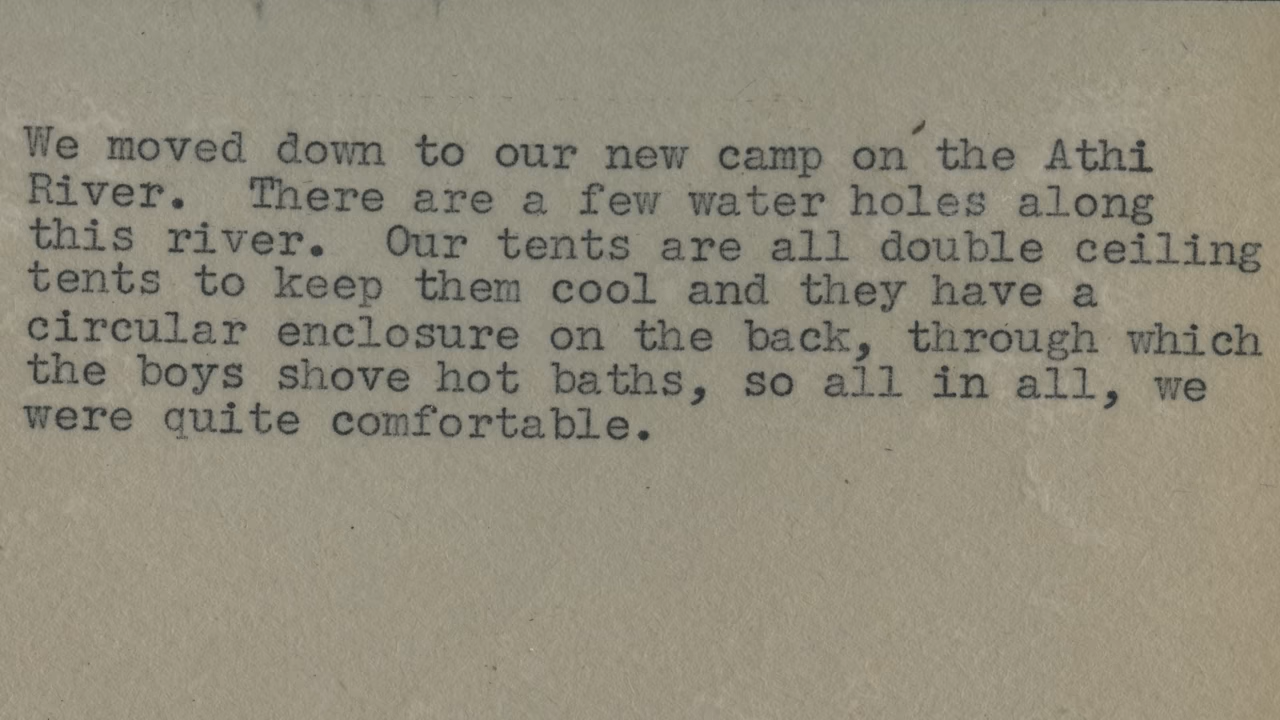 We moved down to our new camp on the Athi
River.  There are a few water holes along
this river.  Our tents are all double ceiling
tents to keep them cool and they have a
circular enclosure on the back, through which
the boys shove hot baths, so all in all, we
were quite comfortable.